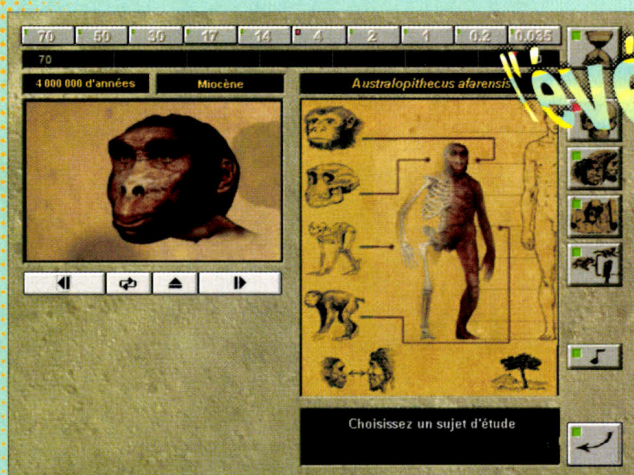 70 50 30 17 14 4 2 1 0.2 0.035
70
4 000 000 d'années Miocène Australopithecus afarensis
l'évé
Choisissez un sujet d'étude